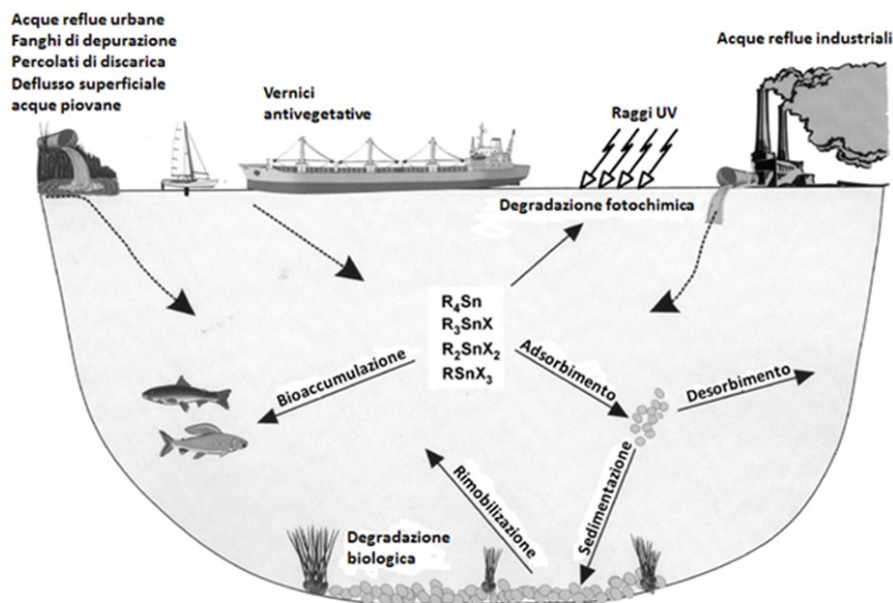 Acque reflue urbane
Fanghi di depurazione
Percolati di discarica
Deflusso superficiale
acque piovane
Vernici
antivegetative
Raggi UV
Acque reflue industriali
Degradazione fotochimica
R₄Sn
R₃SnX
R₂SnX₂
RSnX₃
Bioaccumulazione
Adsorbimento
Desorbimento
Sedimentazione
Rimobilizazione
Degradazione
biologica